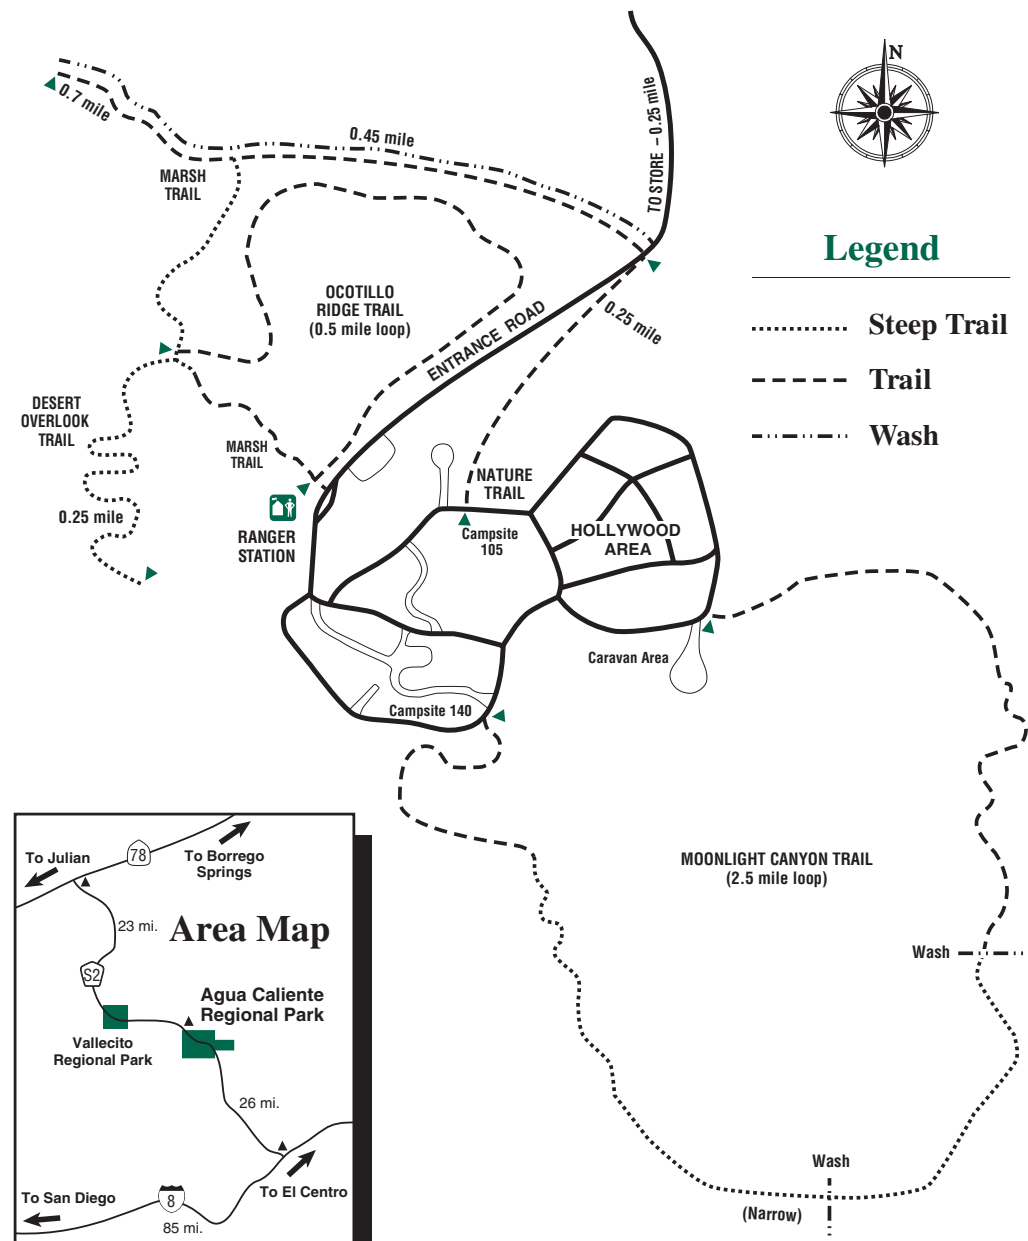 N
0.7 mile
0.45 mile
TO STORE – 0.25 mile
MARSH
TRAIL
Legend
Steep Trail
Trail
Wash
OCOTILLO
RIDGE TRAIL
(0.5 mile loop)
ENTRANCE ROAD
0.25 mile
DESERT
OVERLOOK
TRAIL
MARSH
TRAIL
NATURE
TRAIL
0.25 mile
RANGER
STATION
Campsite
105
HOLLYWOOD
AREA
Caravan Area
Campsite 140
MOONLIGHT CANYON TRAIL
(2.5 mile loop)
Wash
Wash
(Narrow)
To Julian
78
To Borrego
Springs
23 mi.
Area Map
S2
Agua Caliente
Regional Park
Vallecito
Regional Park
26 mi.
To San Diego
8
85 mi.
To El Centro